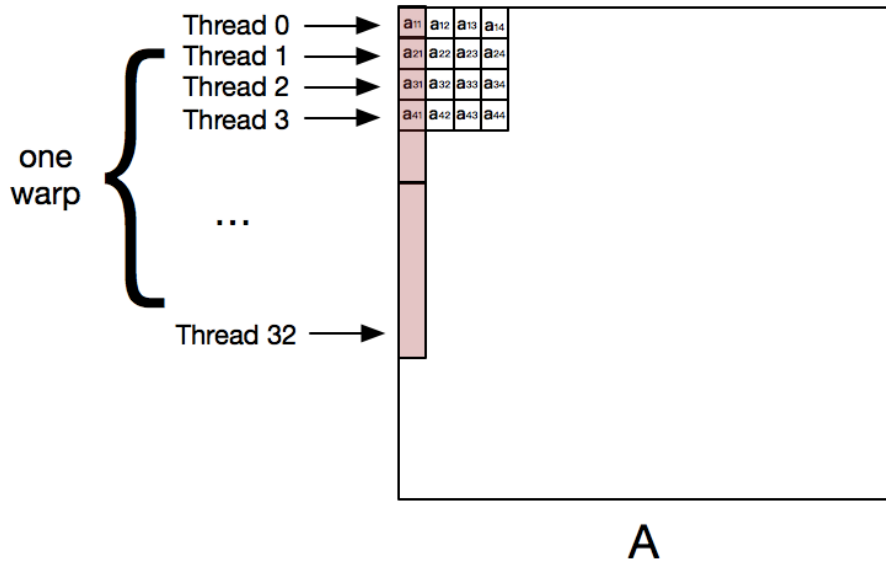 Thread 0 a11 a12 a13 a14
Thread 1 a21 a22 a23 a24
Thread 2 a31 a32 a33 a34
Thread 3 a41 a42 a43 a44
one
warp
...
Thread 32
A